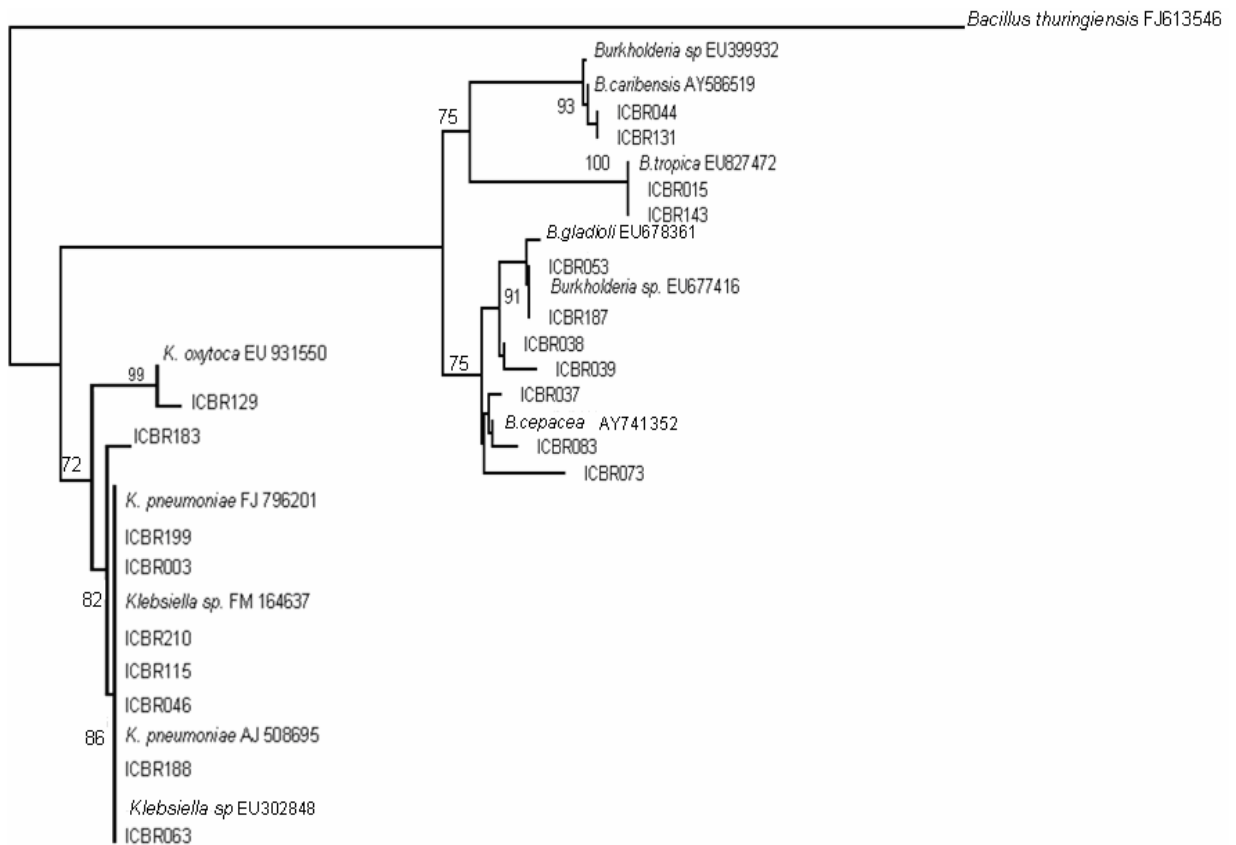 Bacillus thuringiensis FJ613546
Burkholderia sp EU399932
B.caribensis AY586519
93
ICBR044
ICBR131
75
100
B.tropica EU827472
ICBR015
ICBR143
B.gladioli EU678361
ICBR053
Burkholderia sp. EU677416
91
ICBR187
ICBR038
75
ICBR039
ICBR037
B.cepacea AY741352
ICBR083
ICBR073
K. oxytoca EU 931550
99
ICBR129
ICBR183
72
K. pneumoniae FJ 796201
ICBR199
ICBR003
82
Klebsiella sp. FM 164637
ICBR210
ICBR115
ICBR046
86
K. pneumoniae AJ 508695
ICBR188
Klebsiella sp EU302848
ICBR063